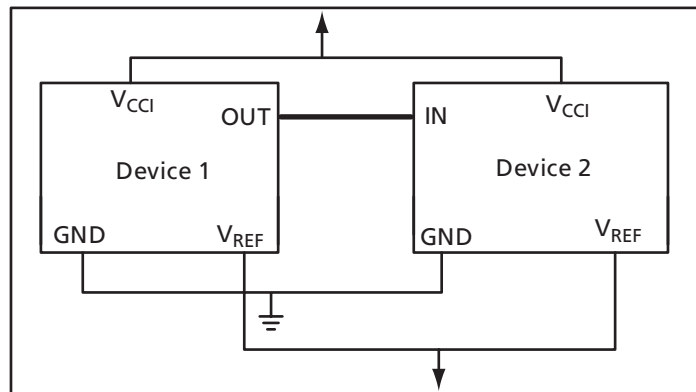 V_CCI
OUT
Device 1
GND
V_REF
IN
V_CCI
Device 2
GND
V_REF